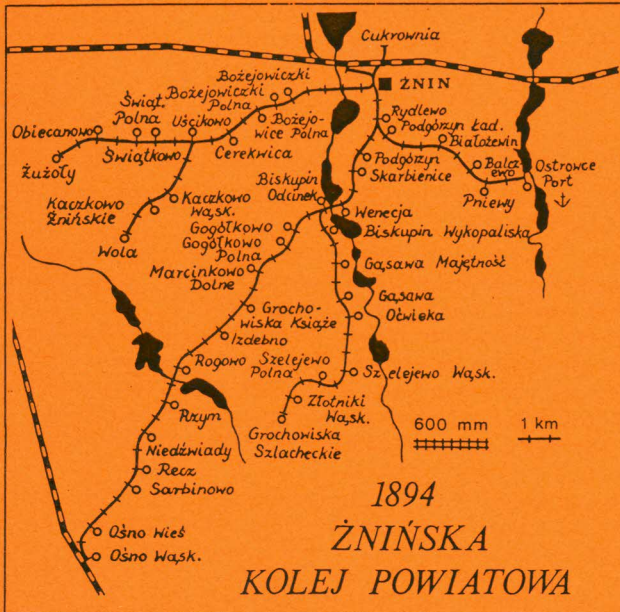 Cukrownia
ŻNIN
Bożejowiczki
Bożejowiczki
Polna
Świąt.
Polna
Uścikowo
Bożejo-
wice Polna
Obiecanowo
Świątkowo
Cerekwica
Żużoły
Rydlewo
Podgórzyn Ład.
Białożewin
Podgórzyn
Skarbienice
Balcz-
ewo
Ostrowce
Port
Pniewy
Biskupin
Odcinek
Kaczkowo
Żnińskie
Kaczkowo
Wąsk.
Wola
Wenecja
Biskupin Wykopaliska
Gogółkowo
Gogółkowo
Polna
Marcinkowo
Dolne
Gąsawa Majętność
Gąsawa
Oćwieka
Grocho-
wiska Książe
Izdebno
Rogowo
Szelejewo
Polna
Szelejewo Wąsk.
Złotniki
Wąsk.
Rzym
Grochowiska
Szlacheckie
Niedźwiady
Recz
Sarbinowo
Ośno Wieś
Ośno Wąsk.
600 mm
1 km
1894
ŻNIŃSKA
KOLEJ POWIATOWA